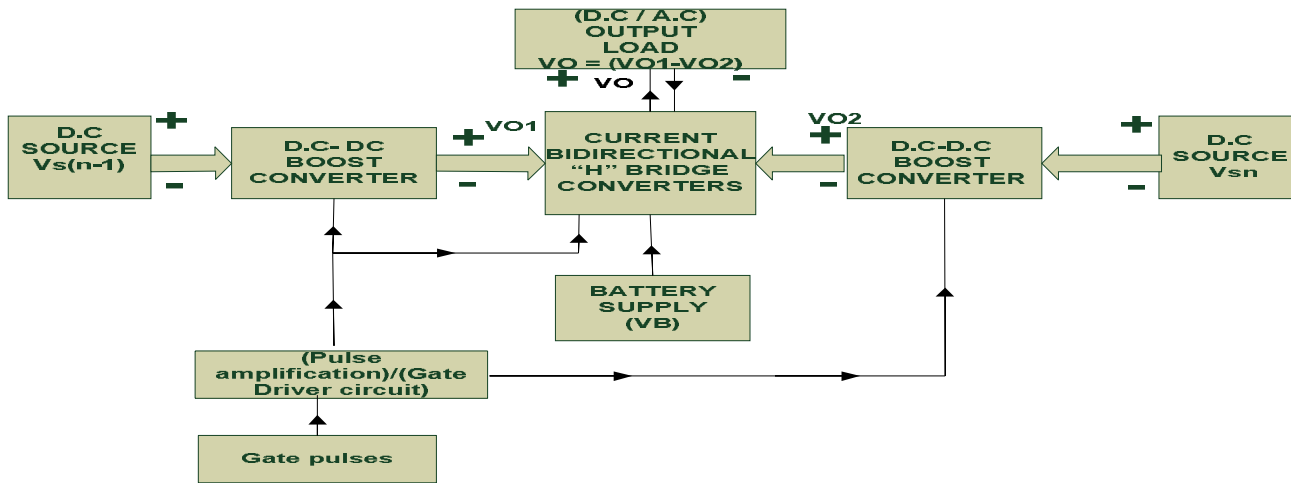 (D.C / A.C)
OUTPUT
LOAD
VO = (VO1-VO2)
+
VO
-
D.C
SOURCE
Vs(n-1)
+
-
D.C- DC
BOOST
CONVERTER
+
VO1
-
CURRENT
BIDIRECTIONAL
“H” BRIDGE
CONVERTERS
VO2
+
-
D.C-D.C
BOOST
CONVERTER
+
-
D.C
SOURCE
Vsn
BATTERY
SUPPLY
(VB)
(Pulse
amplification)/(Gate
Driver circuit)
Gate pulses